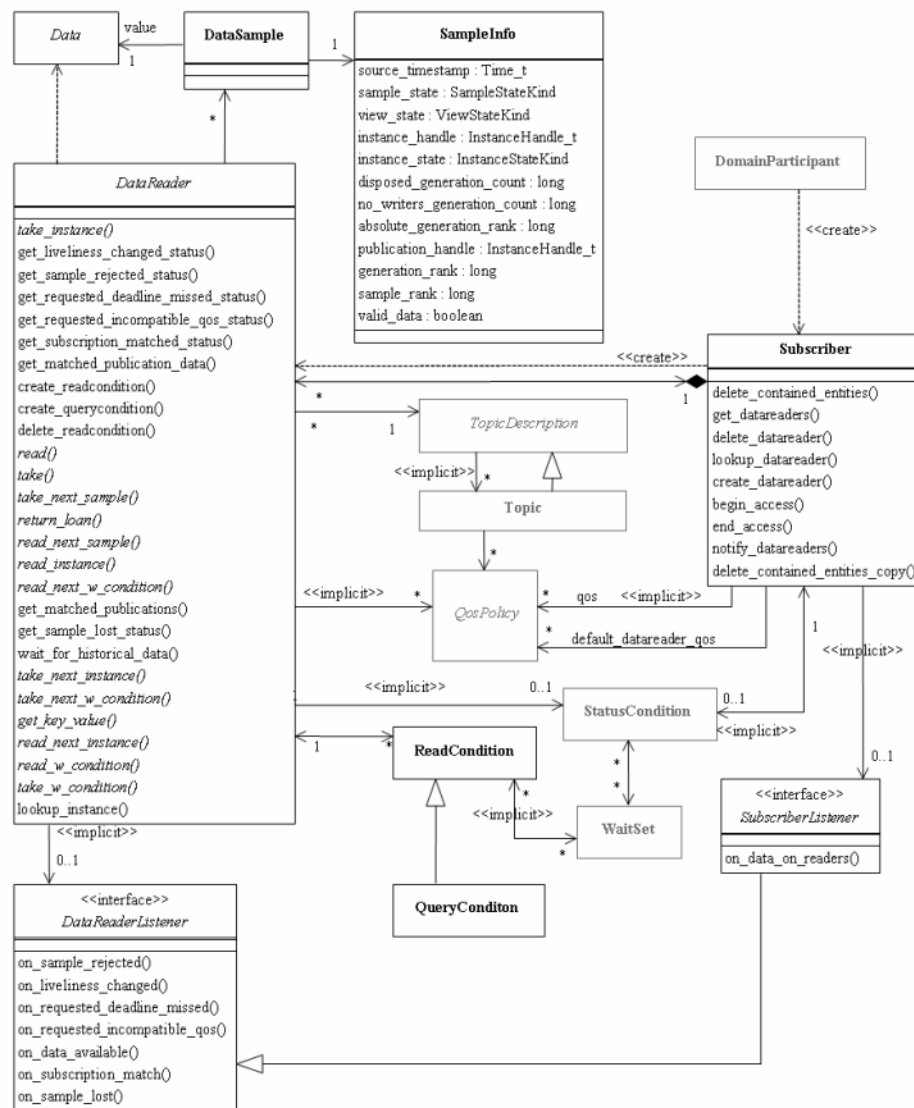 Data
value
1
DataSample
1
*
SampleInfo
source_timestamp : Time_t
sample_state : SampleStateKind
view_state : ViewStateKind
instance_handle : InstanceHandle_t
instance_state : InstanceStateKind
disposed_generation_count : long
no_writers_generation_count : long
absolute_generation_rank : long
publication_handle : InstanceHandle_t
generation_rank : long
sample_rank : long
valid_data : boolean
DomainParticipant
<<create>>
DataReader
take_instance()
get_liveliness_changed_status()
get_sample_rejected_status()
get_requested_deadline_missed_status()
get_requested_incompatible_qos_status()
get_subscription_matched_status()
get_matched_publication_data()
create_readcondition()
create_querycondition()
delete_readcondition()
read()
take()
take_next_sample()
return_loan()
read_next_sample()
read_instance()
read_next_w_condition()
get_matched_publications()
get_sample_lost_status()
wait_for_historical_data()
take_next_instance()
take_next_w_condition()
get_key_value()
read_next_instance()
read_w_condition()
take_w_condition()
lookup_instance()
<<create>>
*
1
Subscriber
delete_contained_entities()
get_datareaders()
delete_datareader()
lookup_datareader()
create_datareader()
begin_access()
end_access()
notify_datareaders()
delete_contained_entities_copy()
*
1
TopicDescription
<<implicit>>
*
Topic
*
<<implicit>>
*
QosPolicy
*
qos
<<implicit>>
*
default_datareader_qos
<<implicit>>
0..1
StatusCondition
0..1
<<implicit>>
1
1
*
ReadCondition
*
<<implicit>>
*
*
*
WaitSet
QueryConditon
0..1
<<interface>>
SubscriberListener
on_data_on_readers()
<<implicit>>
0..1
<<interface>>
DataReaderListener
on_sample_rejected()
on_liveliness_changed()
on_requested_deadline_missed()
on_requested_incompatible_qos()
on_data_available()
on_subscription_match()
on_sample_lost()